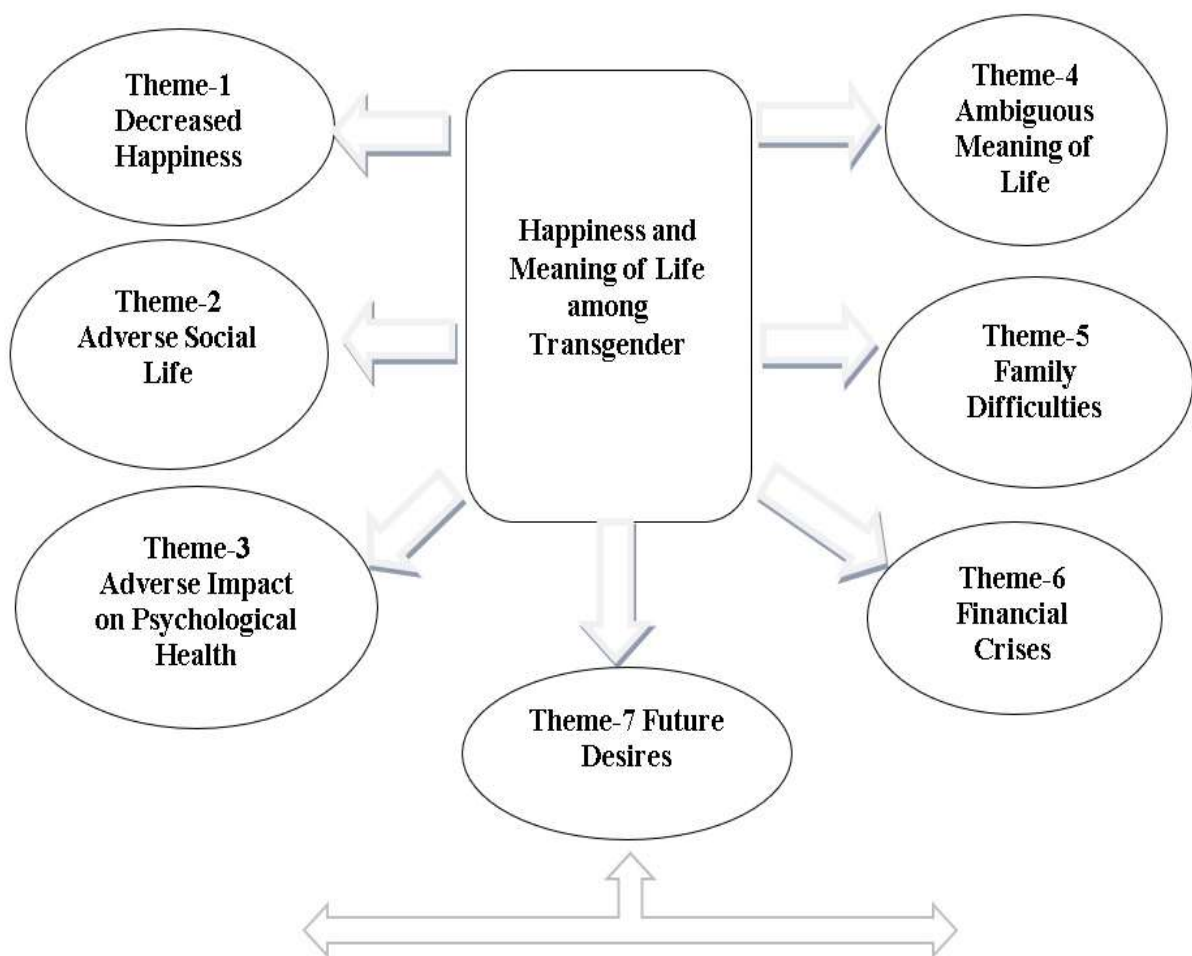 Theme-1
Decreased
Happiness
Theme-2
Adverse Social
Life
Theme-3
Adverse Impact
on Psychological
Health
Happiness and
Meaning of Life
among
Transgender
Theme-4
Ambiguous
Meaning of
Life
Theme-5
Family
Difficulties
Theme-6
Financial
Crises
Theme-7 Future
Desires